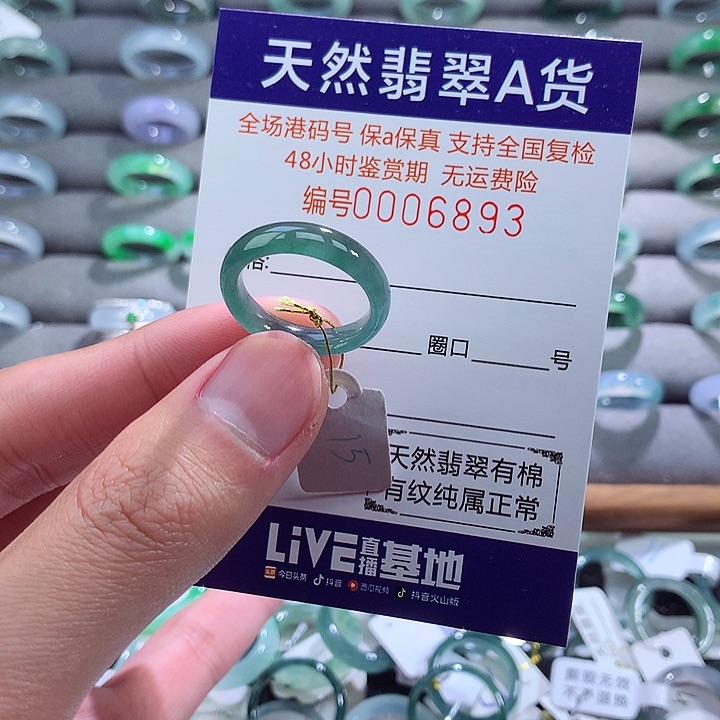 天然翡翠A货
全场港码号 保a保真 支持全国复检
48小时鉴赏期 无运费险
编号0006893
格:
圈口 号
15
天然翡翠有棉
有纹纯属正常
LiVE直播基地
头条 今日头条 抖音 西瓜视频 抖音火山版